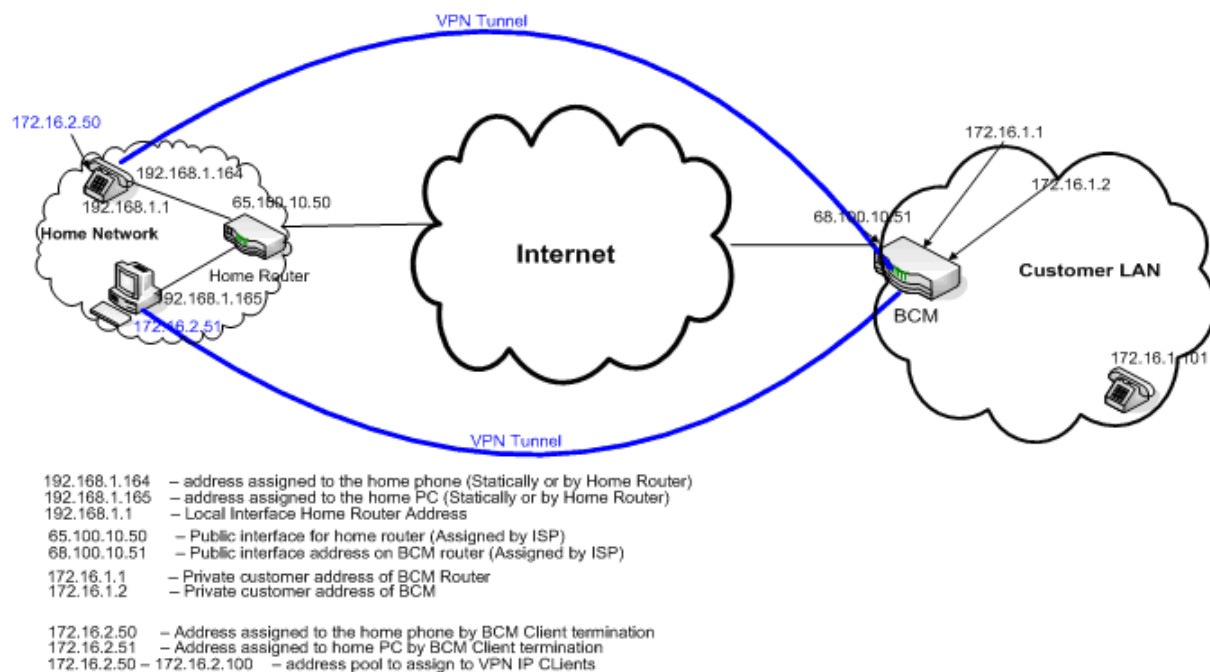 VPN Tunnel
172.16.2.50
172.16.1.1
192.168.1.164
172.16.1.2
192.168.1.1
65.100.10.50
68.100.10.51
Home Network
Internet
Customer LAN
Home Router
192.168.1.165
BCM
172.16.2.51
172.16.1.101
VPN Tunnel
192.168.1.164 – address assigned to the home phone (Statically or by Home Router)
192.168.1.165 – address assigned to the home PC (Statically or by Home Router)
192.168.1.1 – Local Interface Home Router Address
65.100.10.50 – Public interface for home router (Assigned by ISP)
68.100.10.51 – Public interface address on BCM router (Assigned by ISP)
172.16.1.1 – Private customer address of BCM Router
172.16.1.2 – Private customer address of BCM
172.16.2.50 – Address assigned to the home phone by BCM Client termination
172.16.2.51 – Address assigned to home PC by BCM Client termination
172.16.2.50 – 172.16.2.100 – address pool to assign to VPN IP CLients